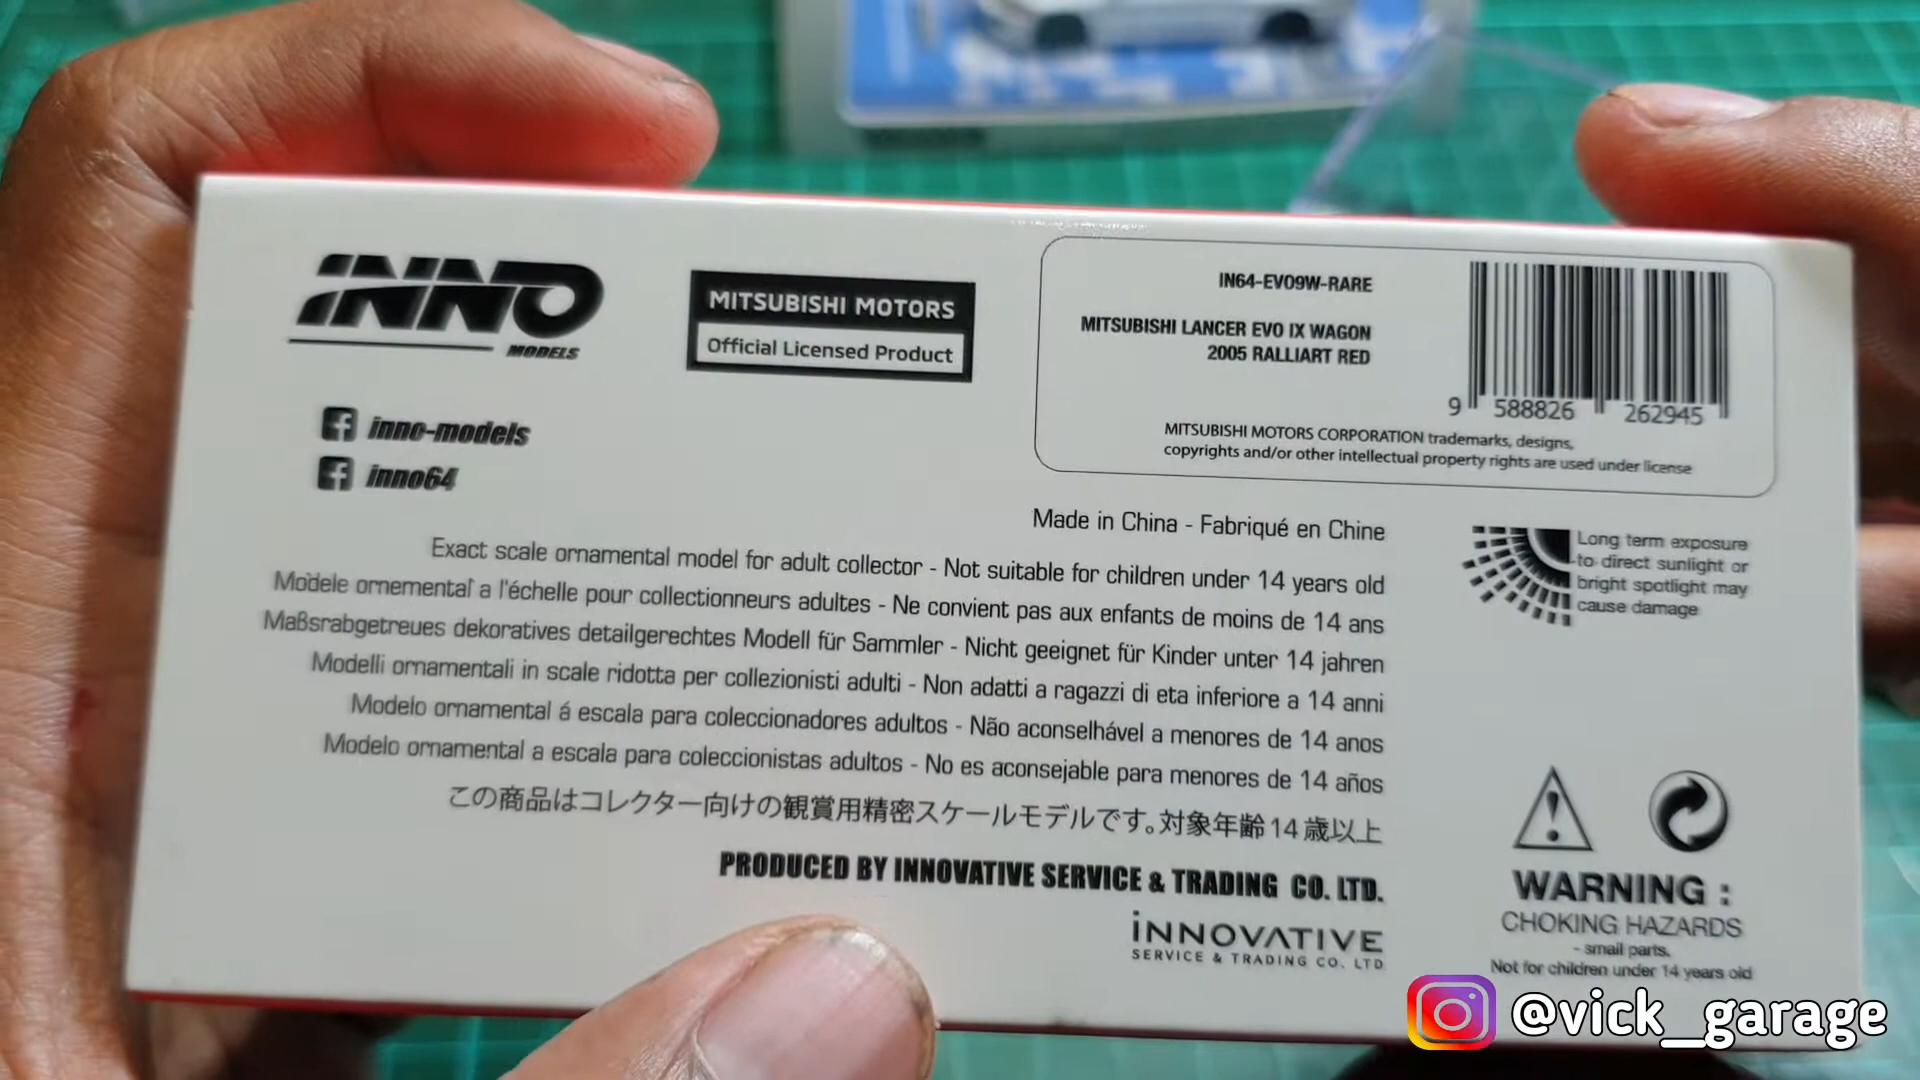 INNO
MODELS
MITSUBISHI MOTORS
Official Licensed Product
IN64-EVO9W-RARE
MITSUBISHI LANCER EVO IX WAGON
2005 RALLIART RED
9 588826 262945
MITSUBISHI MOTORS CORPORATION trademarks, designs,
copyrights and/or other intellectual property rights are used under license
inno-models
inno64
Made in China - Fabriqué en Chine
Exact scale ornamental model for adult collector - Not suitable for children under 14 years old
Modèle ornemental a l'échelle pour collectionneurs adultes - Ne convient pas aux enfants de moins de 14 ans
Maßsrabgetreues dekoratives detailgerechtes Modell für Sammler - Nicht geeignet für Kinder unter 14 jahren
Modelli ornamentali in scale ridotta per collezionisti adulti - Non adatti a ragazzi di eta inferiore a 14 anni
Modelo ornamental á escala para coleccionadores adultos - Não aconselhável a menores de 14 anos
Modelo ornamental a escala para coleccionistas adultos - No es aconsejable para menores de 14 años
この商品はコレクター向けの観賞用精密スケールモデルです。対象年齢14歳以上
PRODUCED BY INNOVATIVE SERVICE & TRADING CO. LTD.
INNOVATIVE
SERVICE & TRADING CO. LTD
Long term exposure
to direct sunlight or
bright spotlight may
cause damage
WARNING :
CHOKING HAZARDS
- small parts.
Not for children under 14 years old
@vick_garage